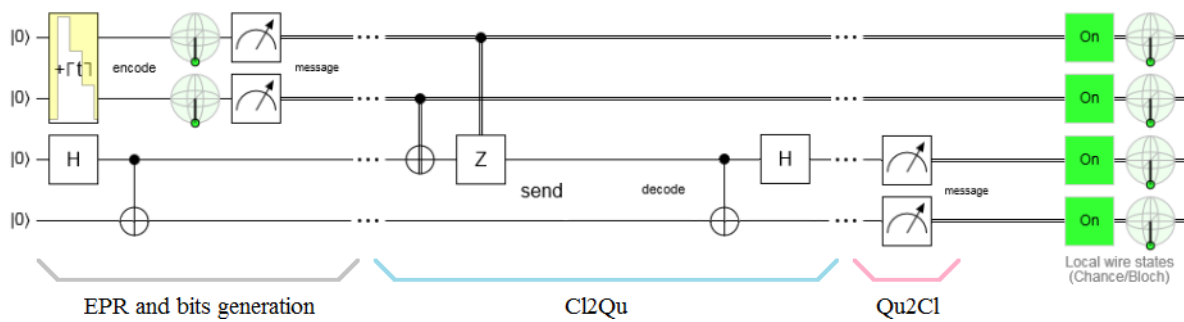 |0⟩
+⌈t⌉
encode
message
...
...
On
|0⟩
...
...
On
|0⟩
H
...
Z
send
decode
H
...
message
On
|0⟩
...
...
On
Local wire states
(Chance/Bloch)
EPR and bits generation
Cl2Qu
Qu2Cl